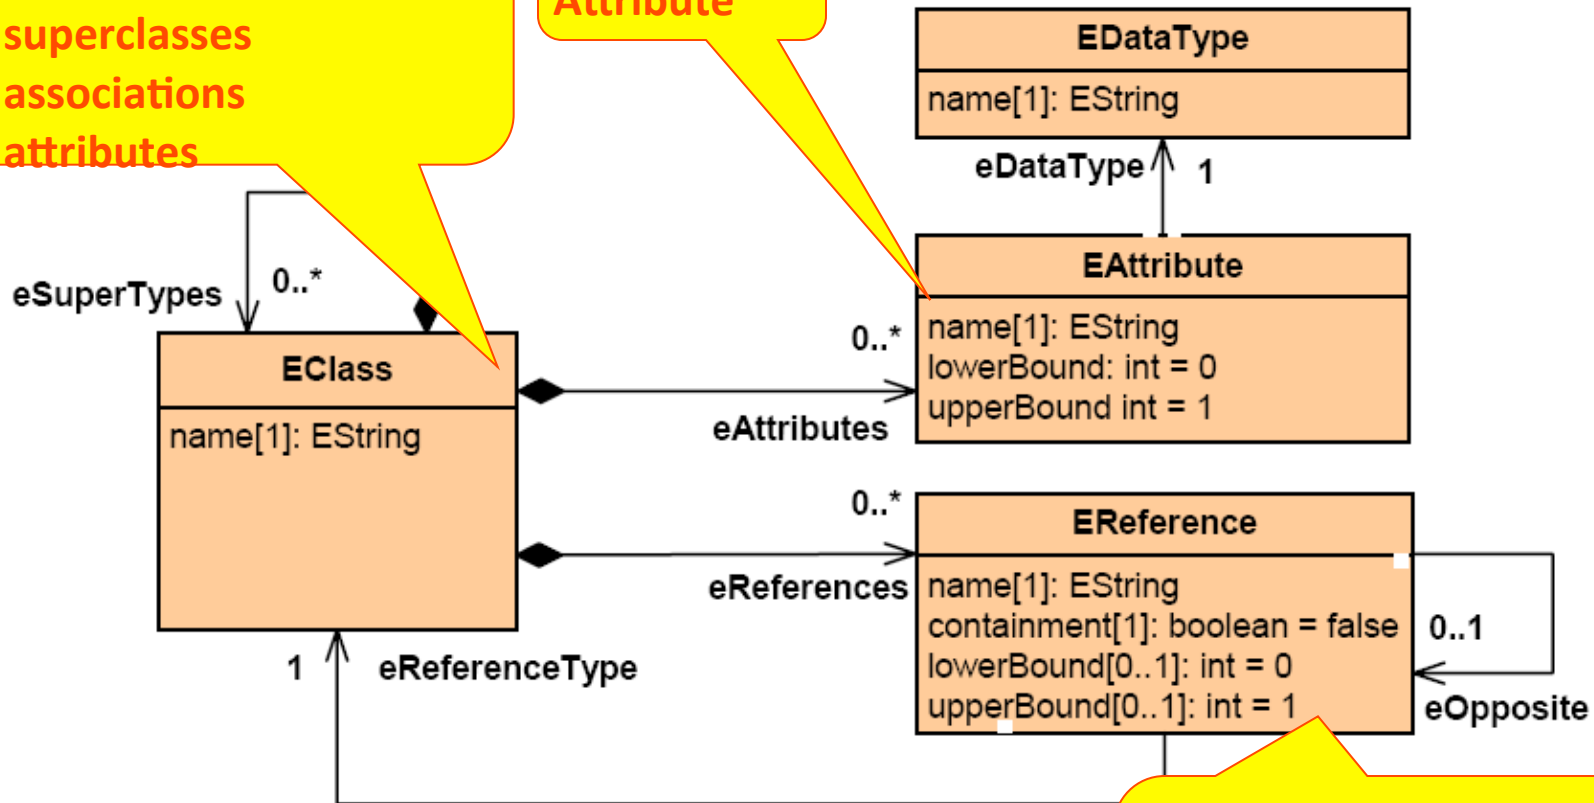 superclasses
associations
attributes
Attribute
EDataType
name[1]: EString
eDataType
1
eSuperTypes
0..*
EClass
name[1]: EString
0..*
eAttributes
EAttribute
name[1]: EString
lowerBound: int = 0
upperBound int = 1
0..*
eReferences
EReference
name[1]: EString
containment[1]: boolean = false
lowerBound[0..1]: int = 0
upperBound[0..1]: int = 1
0..1
eOpposite
1
eReferenceType